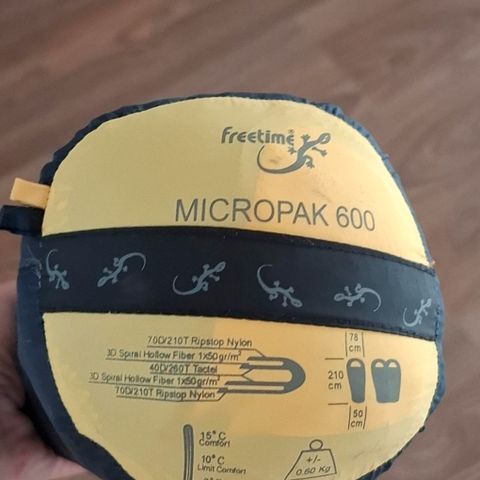 freetime®
MICROPAK 600
70D/210T Ripstop Nylon
3D Spiral Hollow Fiber 1x50gr/m²
40D/260T Tactel
3D Spiral Hollow Fiber 1x50gr/m²
70D/210T Ripstop Nylon
78
cm
210
cm
50
cm
15° C
Comfort
10° C
Limit Comfort
+/-
0.60 Kg